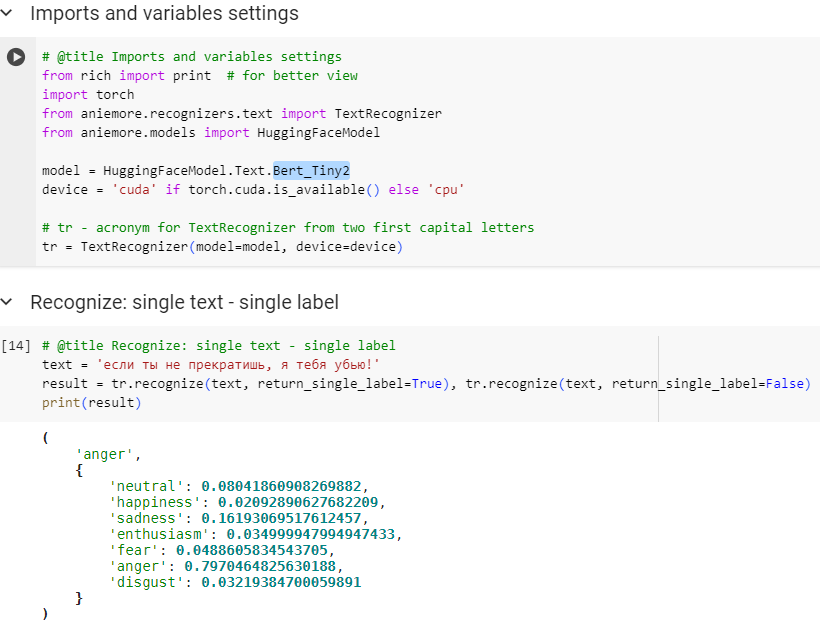 Imports and variables settings
# @title Imports and variables settings
from rich import print  # for better view
import torch
from aniemore.recognizers.text import TextRecognizer
from aniemore.models import HuggingFaceModel
model = HuggingFaceModel.Text.Bert_Tiny2
device = 'cuda' if torch.cuda.is_available() else 'cpu'
# tr - acronym for TextRecognizer from two first capital letters
tr = TextRecognizer(model=model, device=device)
Recognize: single text - single label
[14] # @title Recognize: single text - single label
text = 'если ты не прекратишь, я тебя убью!'
result = tr.recognize(text, return_single_label=True), tr.recognize(text, return_single_label=False)
print(result)
(
    'anger',
    {
        'neutral': 0.08041860908269882,
        'happiness': 0.02092890627682209,
        'sadness': 0.16193069517612457,
        'enthusiasm': 0.034999947994947433,
        'fear': 0.0488605834543705,
        'anger': 0.7970464825630188,
        'disgust': 0.03219384700059891
    }
)